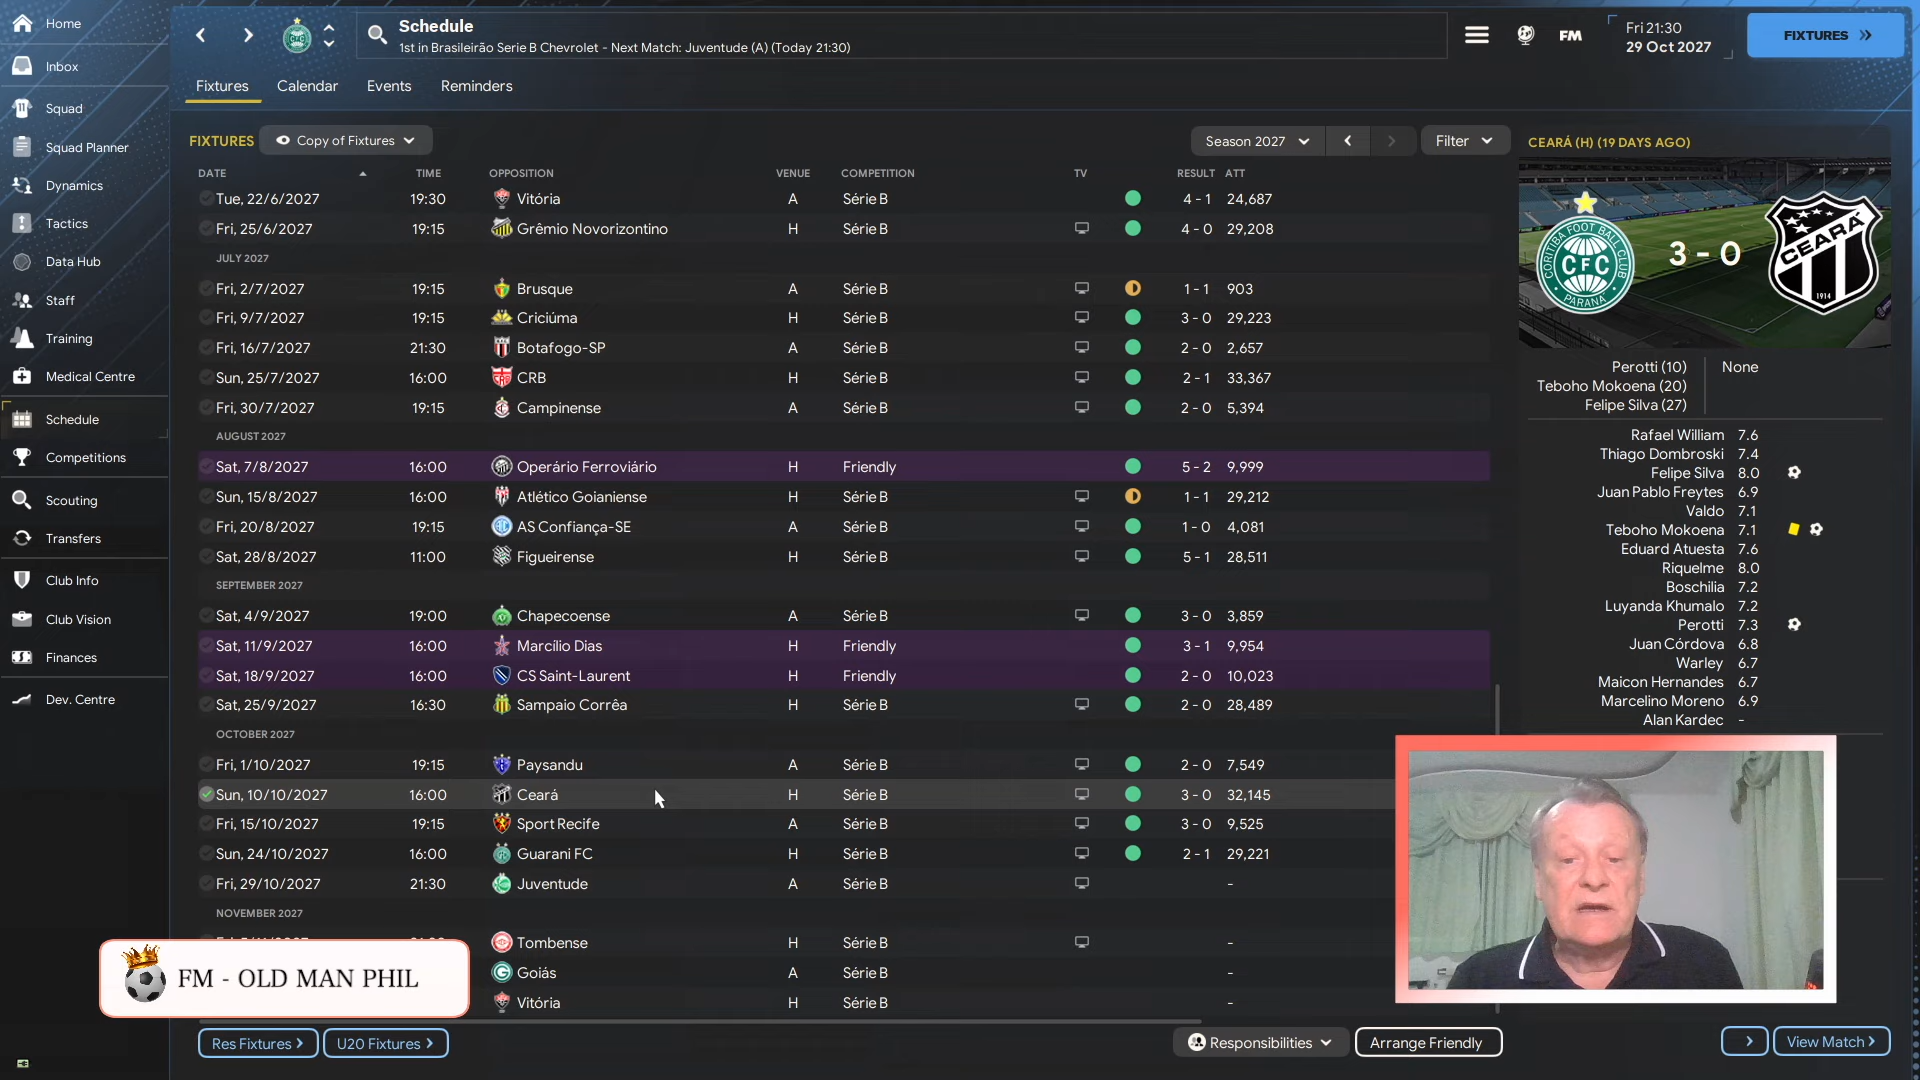 Home
Inbox
Squad
Squad Planner
Dynamics
Tactics
Data Hub
Staff
Training
Medical Centre
Schedule
Competitions
Scouting
Transfers
Club Info
Club Vision
Finances
Dev. Centre
Schedule
1st in Brasileirão Serie B Chevrolet - Next Match: Juventude (A) (Today 21:30)
FM
Fri 21:30
29 Oct 2027
FIXTURES
Fixtures Calendar Events Reminders
FIXTURES Copy of Fixtures Season 2027 Filter
DATE TIME OPPOSITION VENUE COMPETITION TV RESULT ATT
Tue, 22/6/2027 19:30 Vitória A Série B 4 - 1 24,687
Fri, 25/6/2027 19:15 Grêmio Novorizontino H Série B 4 - 0 29,208
JULY 2027
Fri, 2/7/2027 19:15 Brusque A Série B 1 - 1 903
Fri, 9/7/2027 19:15 Criciúma H Série B 3 - 0 29,223
Fri, 16/7/2027 21:30 Botafogo-SP A Série B 2 - 0 2,657
Sun, 25/7/2027 16:00 CRB H Série B 2 - 1 33,367
Fri, 30/7/2027 19:15 Campinense A Série B 2 - 0 5,394
AUGUST 2027
Sat, 7/8/2027 16:00 Operário Ferroviário H Friendly 5 - 2 9,999
Sun, 15/8/2027 16:00 Atlético Goianiense H Série B 1 - 1 29,212
Fri, 20/8/2027 19:15 AS Confiança-SE A Série B 1 - 0 4,081
Sat, 28/8/2027 11:00 Figueirense H Série B 5 - 1 28,511
SEPTEMBER 2027
Sat, 4/9/2027 19:00 Chapecoense A Série B 3 - 0 3,859
Sat, 11/9/2027 16:00 Marcílio Dias H Friendly 3 - 1 9,954
Sat, 18/9/2027 16:00 CS Saint-Laurent H Friendly 2 - 0 10,023
Sat, 25/9/2027 16:30 Sampaio Corrêa H Série B 2 - 0 28,489
OCTOBER 2027
Fri, 1/10/2027 19:15 Paysandu A Série B 2 - 0 7,549
Sun, 10/10/2027 16:00 Ceará H Série B 3 - 0 32,145
Fri, 15/10/2027 19:15 Sport Recife A Série B 3 - 0 9,525
Sun, 24/10/2027 16:00 Guarani FC H Série B 2 - 1 29,221
Fri, 29/10/2027 21:30 Juventude A Série B -
NOVEMBER 2027
Tombense H Série B -
Goiás A Série B -
Vitória H Série B -
CEARÁ (H) (19 DAYS AGO)
CORITIBA FOOT BALL CLUB
CFC
PARANÁ
3 - 0
CEARÁ
1914
Perotti (10) None
Teboho Mokoena (20)
Felipe Silva (27)
Rafael William 7.6
Thiago Dombroski 7.4
Felipe Silva 8.0
Juan Pablo Freytes 6.9
Valdo 7.1
Teboho Mokoena 7.1
Eduard Atuesta 7.6
Riquelme 8.0
Boschilia 7.2
Luyanda Khumalo 7.2
Perotti 7.3
Juan Córdova 6.8
Warley 6.7
Maicon Hernandes 6.7
Marcelino Moreno 6.9
Alan Kardec -
FM - OLD MAN PHIL
Res Fixtures U20 Fixtures Responsibilities Arrange Friendly View Match